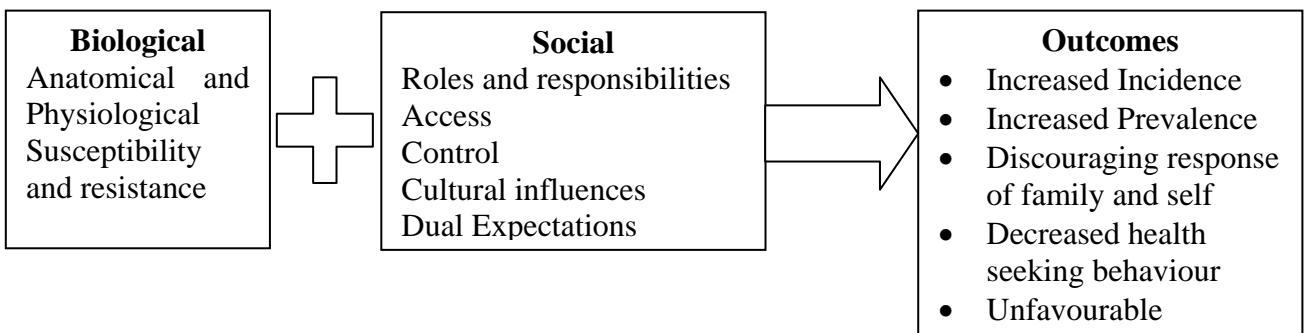 Biological
Anatomical and
Physiological
Susceptibility
and resistance
Social
Roles and responsibilities
Access
Control
Cultural influences
Dual Expectations
Outcomes
• Increased Incidence
• Increased Prevalence
• Discouraging response
of family and self
• Decreased health
seeking behaviour
• Unfavourable